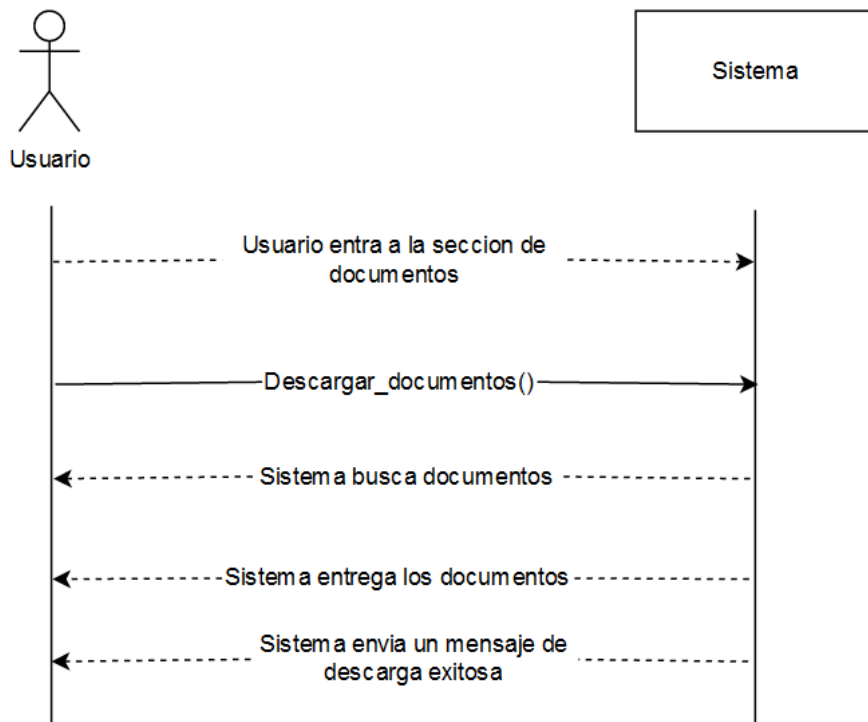 Sistema
Usuario
Usuario entra a la seccion de
documentos
Descargar_documentos()
Sistema busca documentos
Sistema entrega los documentos
Sistema envia un mensaje de
descarga exitosa